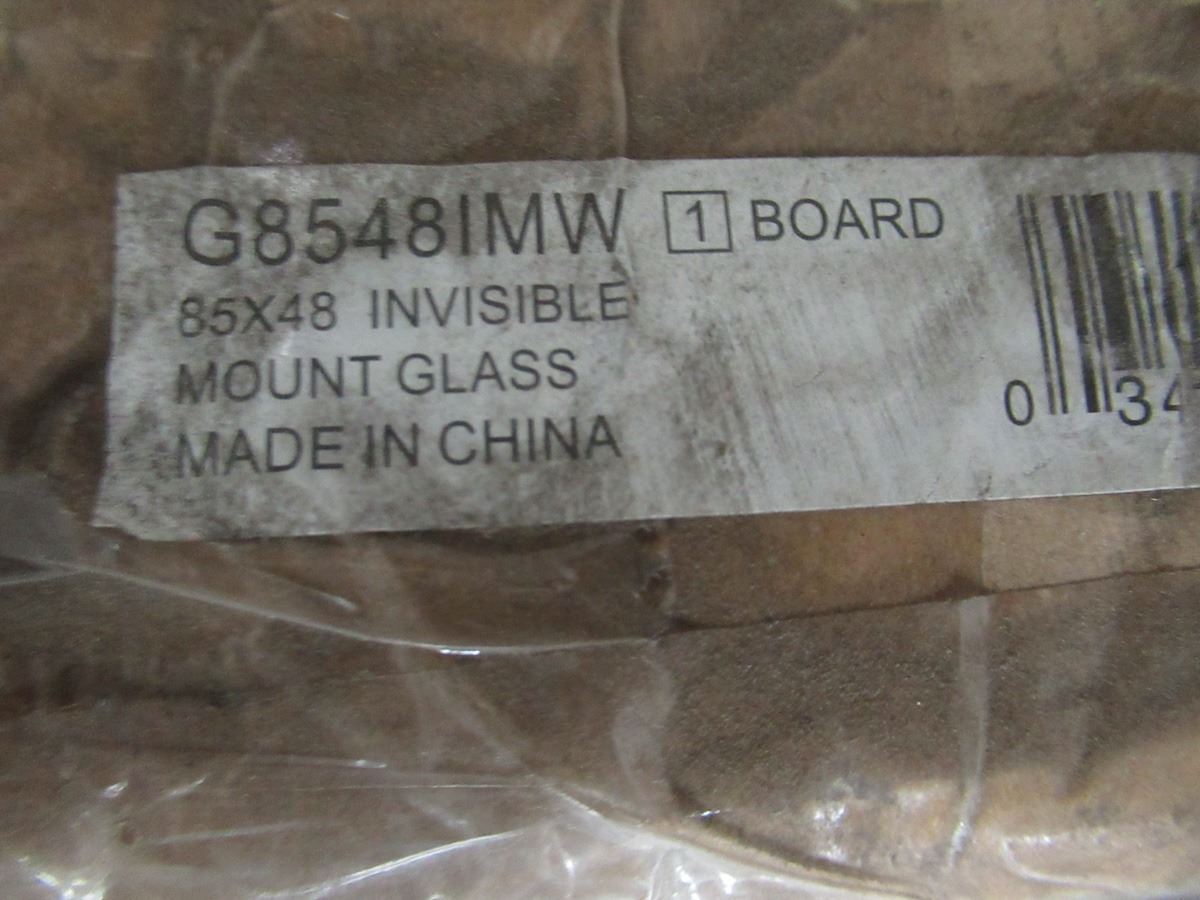 G8548IMW 1 BOARD
85X48 INVISIBLE
MOUNT GLASS
MADE IN CHINA
0 34